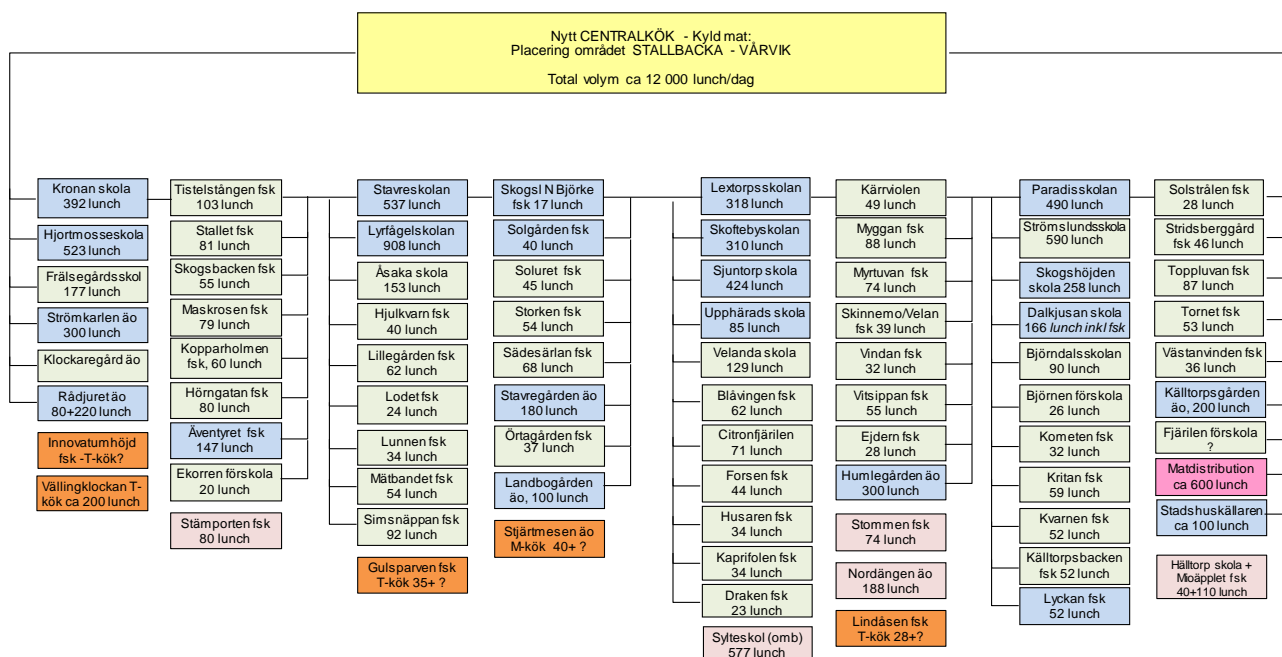 Nytt CENTRALKÖK - Kyld mat:
Placering området STALLBACKA - VÅRVIK
Total volym ca 12 000 lunch/dag
Kronan skola
392 lunch
Hjortmosseskola
523 lunch
Frälsegårdsskol
177 lunch
Strömkarlen äo
300 lunch
Klockaregård äo
Rådjuret äo
80+220 lunch
Innovatumhöjd
fsk -T-kök?
Vällingklockan T-
kök ca 200 lunch
Tistelstången fsk
103 lunch
Stallet fsk
81 lunch
Skogsbacken fsk
55 lunch
Maskrosen fsk
79 lunch
Kopparholmen
fsk, 60 lunch
Hörngatan fsk
80 lunch
Äventyret fsk
147 lunch
Ekorren förskola
20 lunch
Stämporten fsk
80 lunch
Stavreskolan
537 lunch
Lyrfågelskolan
908 lunch
Åsaka skola
153 lunch
Hjulkvarn fsk
40 lunch
Lillegården fsk
62 lunch
Lodet fsk
24 lunch
Lunnen fsk
34 lunch
Mätbandet fsk
54 lunch
Simsnäppan fsk
92 lunch
Gulsparven fsk
T-kök 35+ ?
Skogsl N Björke
fsk 17 lunch
Solgården fsk
40 lunch
Soluret fsk
45 lunch
Storken fsk
54 lunch
Sädesärlan fsk
68 lunch
Stavregården äo
180 lunch
Örtagården fsk
37 lunch
Landbogården
äo, 100 lunch
Stjärtmesen äo
M-kök 40+ ?
Lextorpsskolan
318 lunch
Skoftebyskolan
310 lunch
Sjuntorp skola
424 lunch
Upphärads skola
85 lunch
Velanda skola
129 lunch
Blåvingen fsk
62 lunch
Citronfjärilen
71 lunch
Forsen fsk
44 lunch
Husaren fsk
34 lunch
Kaprifolen fsk
34 lunch
Draken fsk
23 lunch
Sylteskol (omb)
577 lunch
Kärrviolen
49 lunch
Myggan fsk
88 lunch
Myrtuvan fsk
74 lunch
Skinnemo/Velan
fsk 39 lunch
Vindan fsk
32 lunch
Vitsippan fsk
55 lunch
Ejdern fsk
28 lunch
Humlegården äo
300 lunch
Stommen fsk
74 lunch
Nordängen äo
188 lunch
Lindåsen fsk
T-kök 28+?
Paradisskolan
490 lunch
Strömslundsskola
590 lunch
Skogshöjden
skola 258 lunch
Dalkjusan skola
166 lunch inkl fsk
Björndalsskolan
90 lunch
Björnen förskola
26 lunch
Kometen fsk
32 lunch
Kritan fsk
59 lunch
Kvarnen fsk
52 lunch
Källtorpsbacken
fsk 52 lunch
Lyckan fsk
52 lunch
Solstrålen fsk
28 lunch
Stridsberggård
fsk 46 lunch
Toppluvan fsk
87 lunch
Tornet fsk
53 lunch
Västanvinden fsk
36 lunch
Källtorpsgården
äo, 200 lunch
Fjärilen förskola
?
Matdistribution
ca 600 lunch
Stadshuskällaren
ca 100 lunch
Hälltorp skola +
Mioäpplet fsk
40+110 lunch